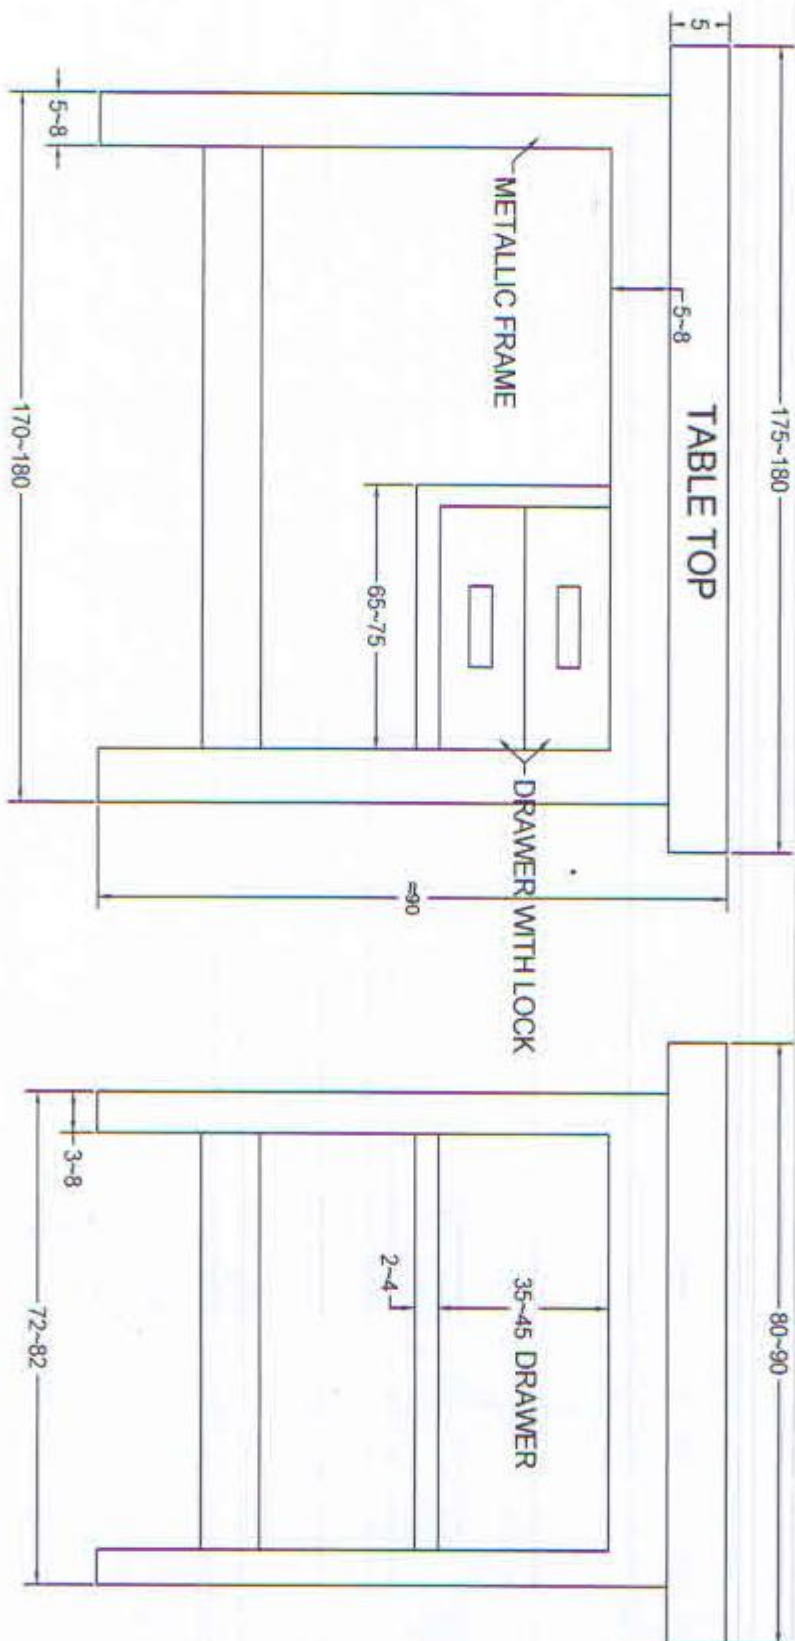 175~180
5
TABLE TOP
5~8
METALLIC FRAME
DRAWER WITH LOCK
65~75
≈90
5~8
170~180
80~90
35~45 DRAWER
2~4
3~8
72~82